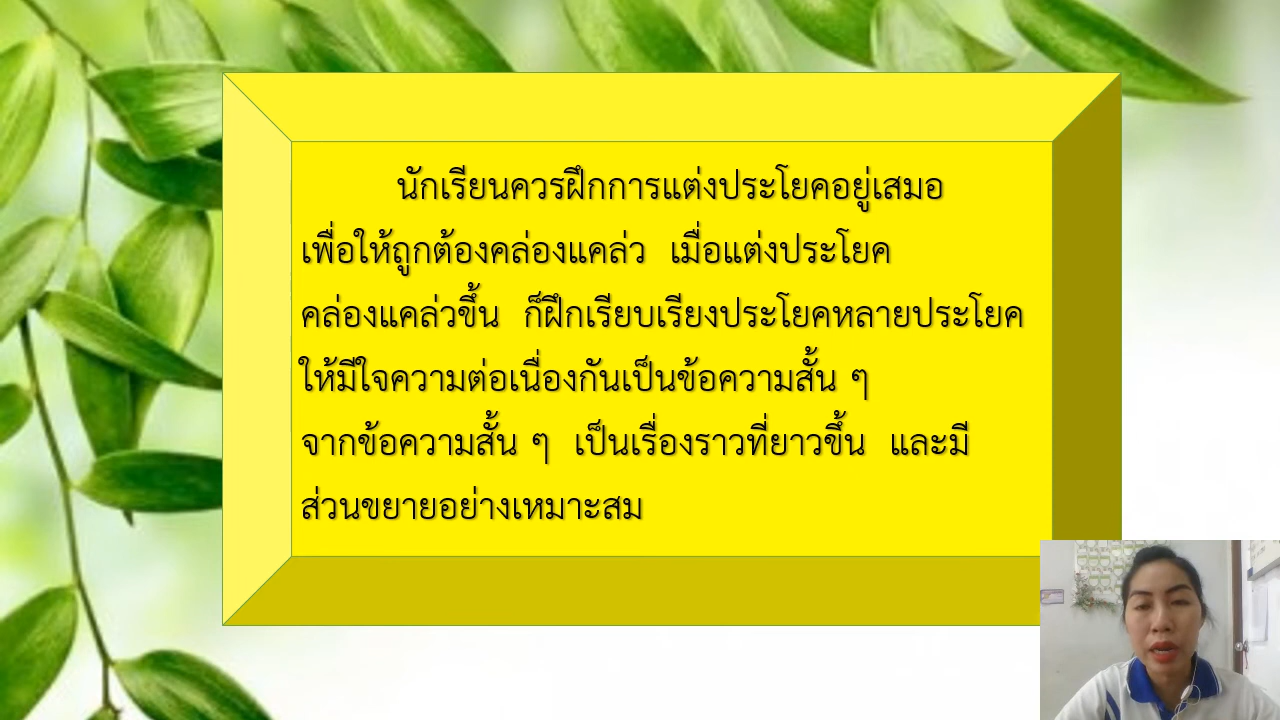 นักเรียนควรฝึกการแต่งประโยคอยู่เสมอ
เพื่อให้ถูกต้องคล่องแคล่ว เมื่อแต่งประโยค
คล่องแคล่วขึ้น ก็ฝึกเรียบเรียงประโยคหลายประโยค
ให้มีใจความต่อเนื่องกันเป็นข้อความสั้น ๆ
จากข้อความสั้น ๆ เป็นเรื่องราวที่ยาวขึ้น และมี
ส่วนขยายอย่างเหมาะสม